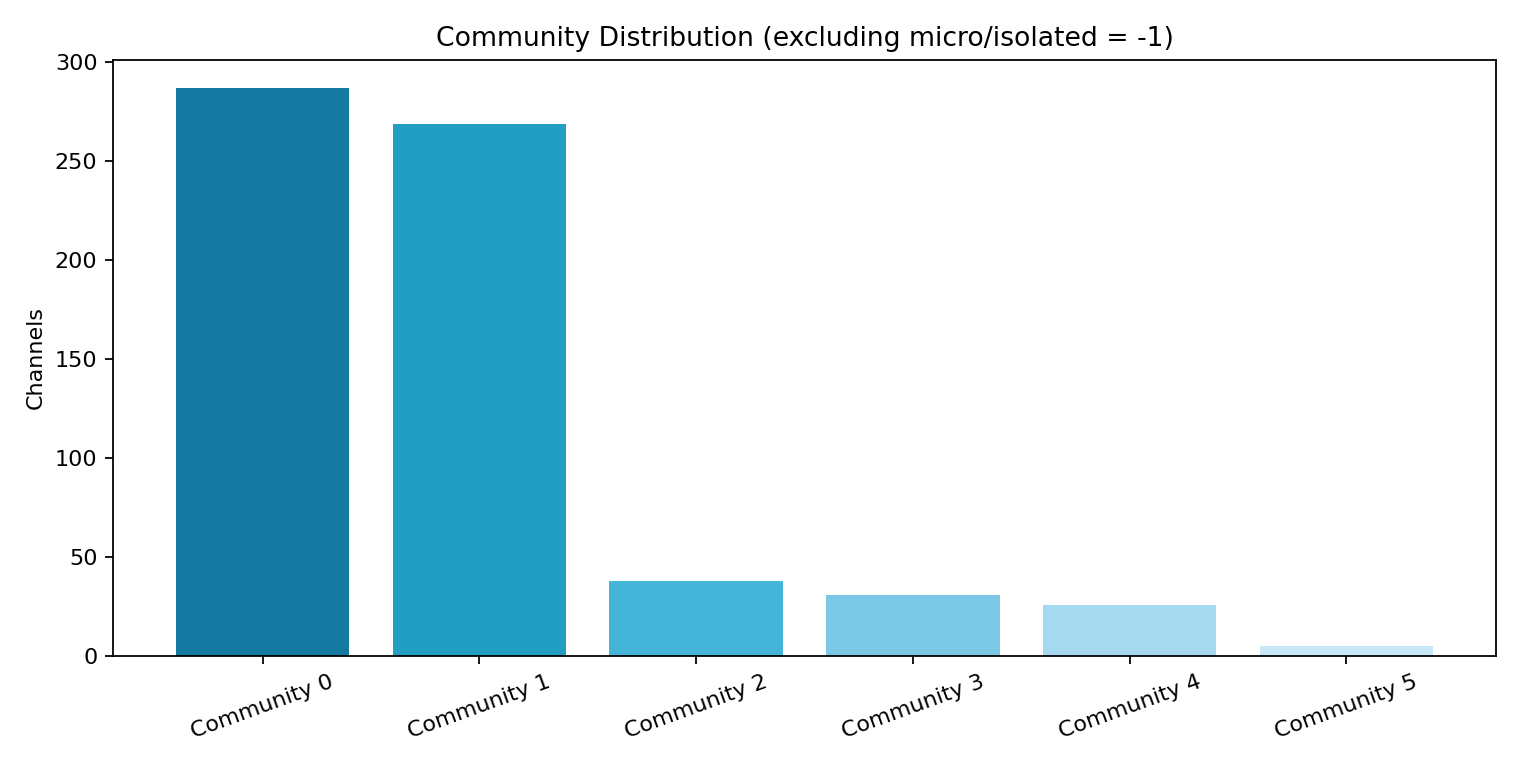 Community Distribution (excluding micro/isolated = -1)
300
250
200
150
100
50
0
Channels
Community 0
Community 1
Community 2
Community 3
Community 4
Community 5